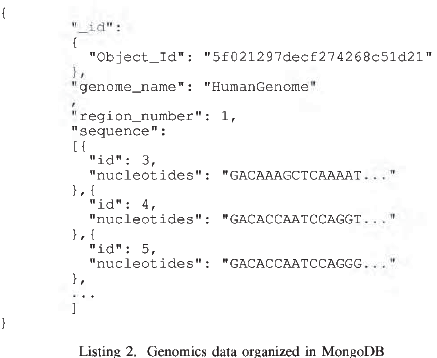 {
"_id":
{
"Object_Id": "5f021297decf274268c51d21"
},
"genome_name": "HumanGenome"
,
"region_number": 1,
"sequence":
[{
"id": 3,
"nucleotides": "GACAAAGCTCAAAAT..."
},{
"id": 4,
"nucleotides": "GACACCAATCCAGGT..."
},{
"id": 5,
"nucleotides": "GACACCAATCCAGGG..."
},
...
]
}
Listing 2. Genomics data organized in MongoDB